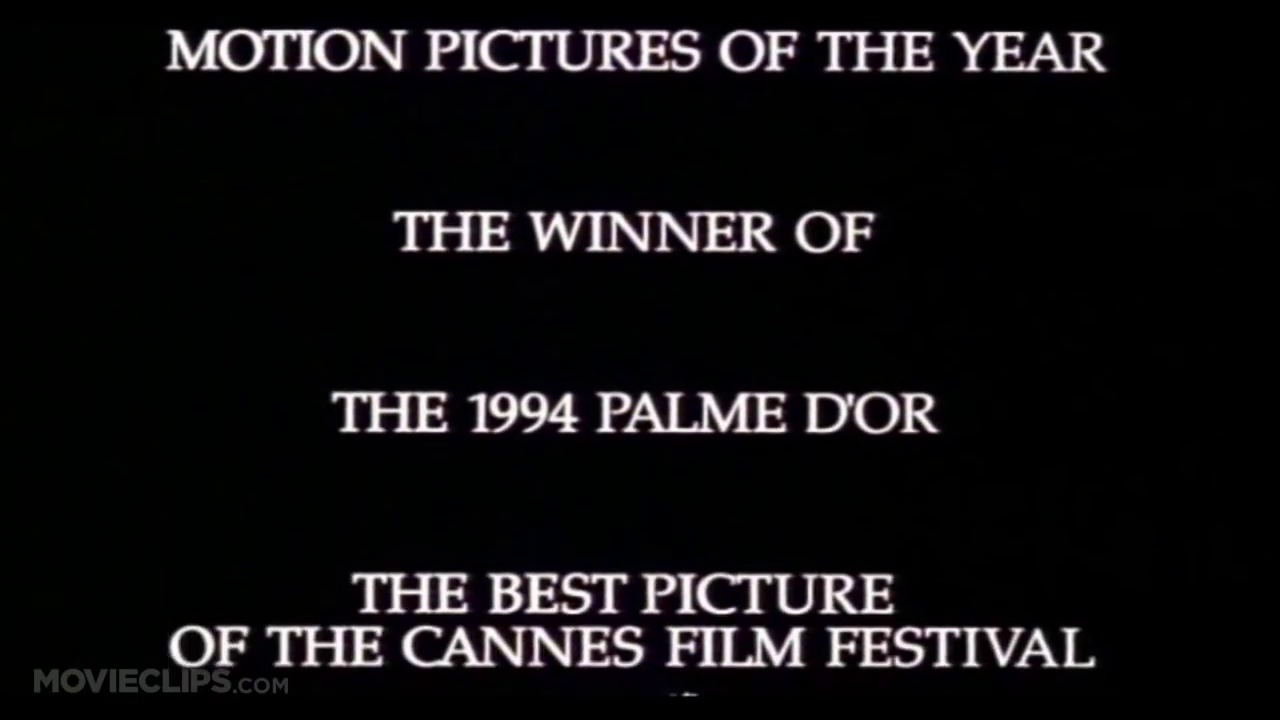 MOTION PICTURES OF THE YEAR
THE WINNER OF
THE 1994 PALME D'OR
THE BEST PICTURE
OF THE CANNES FILM FESTIVAL
MOVIECLIPS.COM